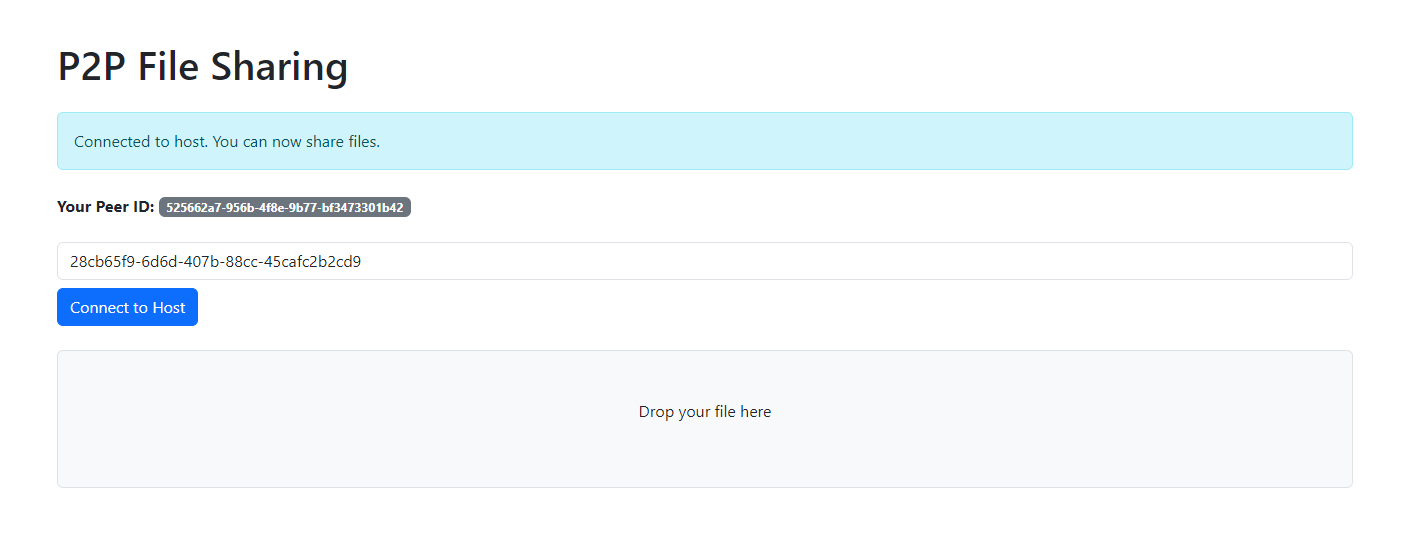 P2P File Sharing
Connected to host. You can now share files.
Your Peer ID: 525662a7-956b-4f8e-9b77-bf3473301b42
28cb65f9-6d6d-407b-88cc-45cafc2b2cd9
Connect to Host
Drop your file here